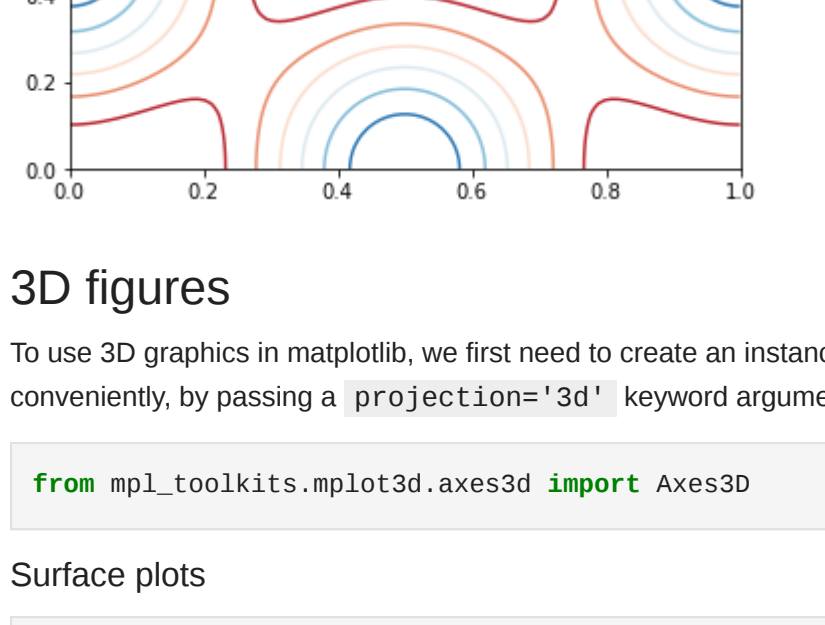 0.2
0.0
0.0 0.2 0.4 0.6 0.8 1.0
3D figures
To use 3D graphics in matplotlib, we first need to create an
conveniently, by passing a projection='3d' keyword
from mpl_toolkits.mplot3d.axes3d import Axes3D
Surface plots